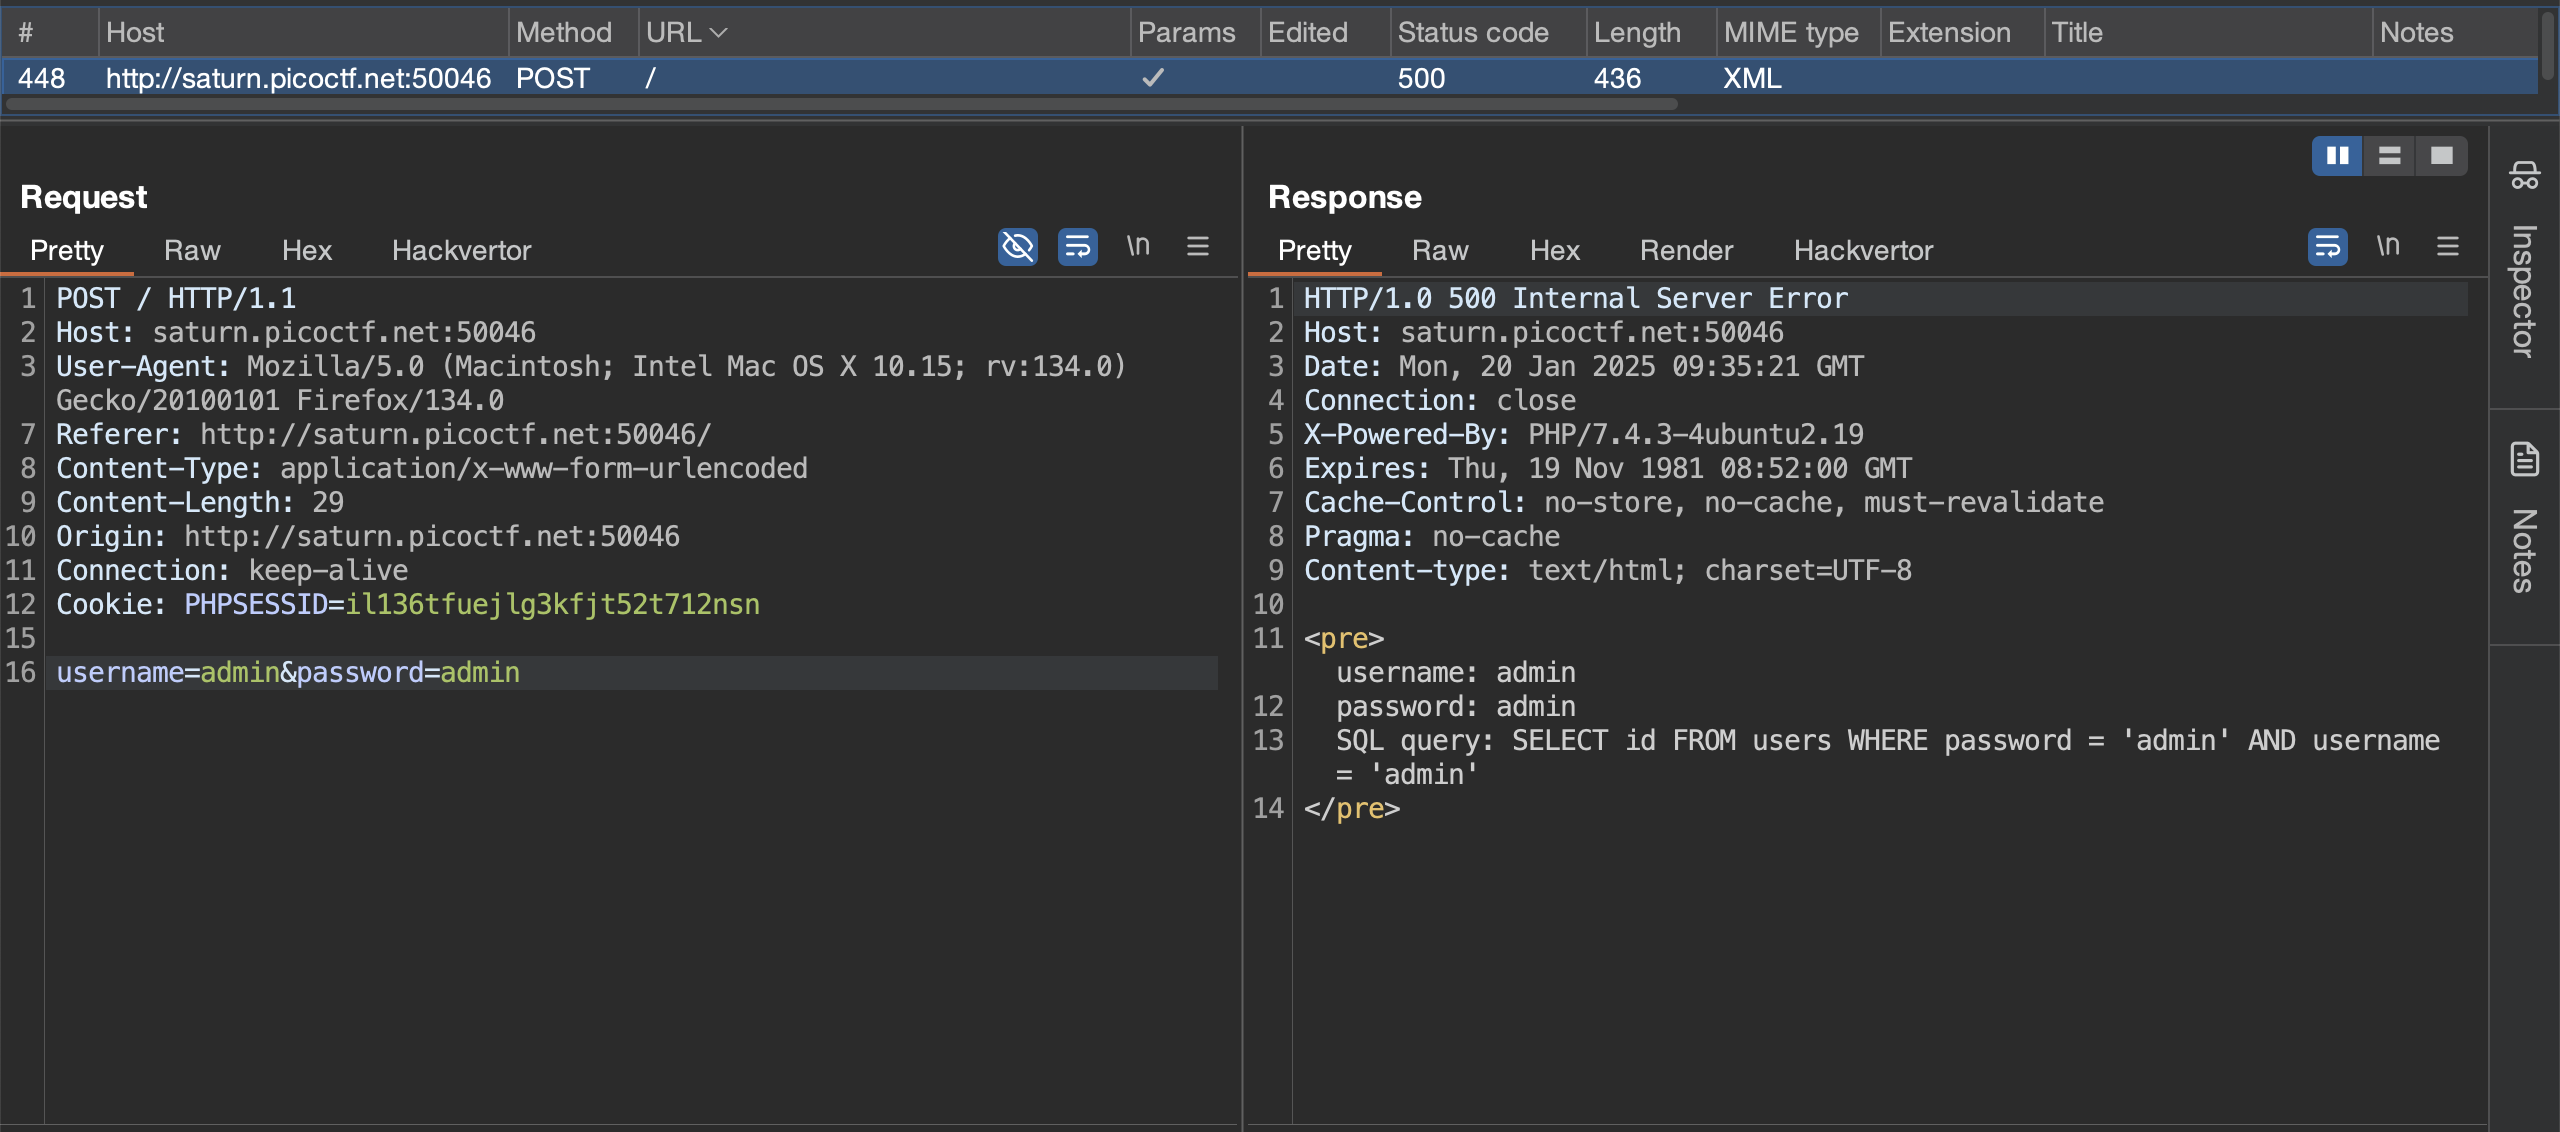 # Host Method URL Params Edited Status code Length MIME type Extension Title Notes
448 http://saturn.picoctf.net:50046 POST / ✓ 500 436 XML
Request
Pretty Raw Hex Hackvertor \n
1 POST / HTTP/1.1
2 Host: saturn.picoctf.net:50046
3 User-Agent: Mozilla/5.0 (Macintosh; Intel Mac OS X 10.15; rv:134.0)
Gecko/20100101 Firefox/134.0
7 Referer: http://saturn.picoctf.net:50046/
8 Content-Type: application/x-www-form-urlencoded
9 Content-Length: 29
10 Origin: http://saturn.picoctf.net:50046
11 Connection: keep-alive
12 Cookie: PHPSESSID=il136tfuejlg3kfjt52t712nsn
15
16 username=admin&password=admin
Response
Pretty Raw Hex Render Hackvertor \n
1 HTTP/1.0 500 Internal Server Error
2 Host: saturn.picoctf.net:50046
3 Date: Mon, 20 Jan 2025 09:35:21 GMT
4 Connection: close
5 X-Powered-By: PHP/7.4.3-4ubuntu2.19
6 Expires: Thu, 19 Nov 1981 08:52:00 GMT
7 Cache-Control: no-store, no-cache, must-revalidate
8 Pragma: no-cache
9 Content-type: text/html; charset=UTF-8
10
11 <pre>
username: admin
12 password: admin
13 SQL query: SELECT id FROM users WHERE password = 'admin' AND username
= 'admin'
14 </pre>
Inspector
Notes